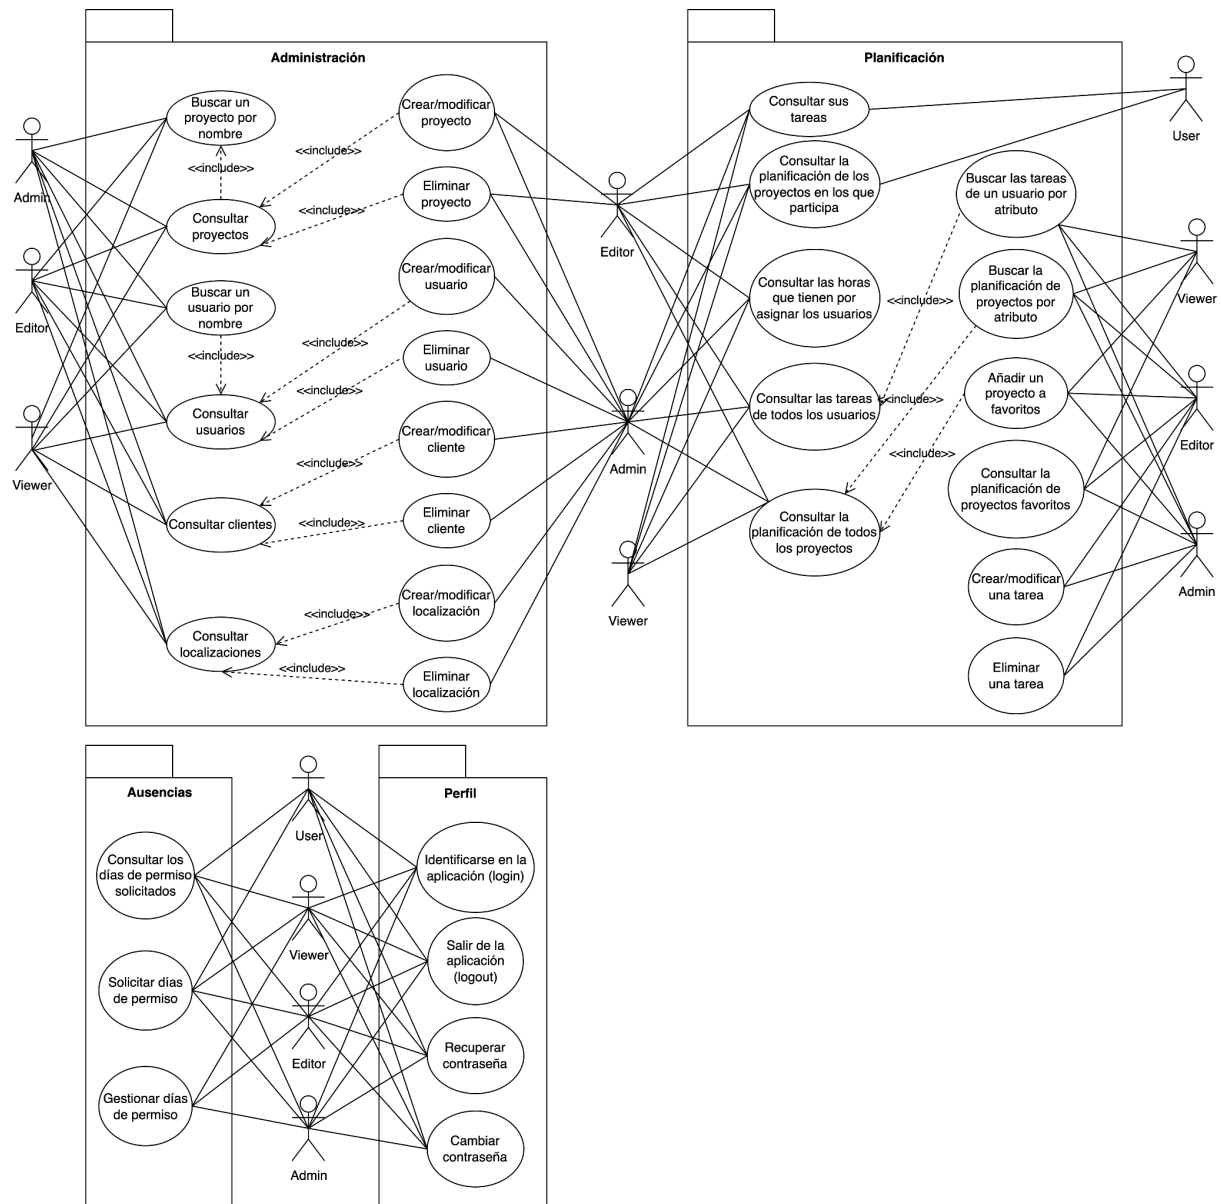 Administración
Buscar un
proyecto por
nombre
<<include>>
Consultar
proyectos
Buscar un
usuario por
nombre
<<include>>
Consultar
usuarios
Consultar clientes
Consultar
localizaciones
Crear/modificar
proyecto
<<include>>
Eliminar
proyecto
<<include>>
Crear/modificar
usuario
<<include>>
Eliminar
usuario
<<include>>
Crear/modificar
cliente
<<include>>
Eliminar
cliente
<<include>>
Crear/modificar
localización
<<include>>
Eliminar
localización
<<include>>
Admin
Editor
Viewer
Editor
Admin
Viewer
Planificación
Consultar sus
tareas
Consultar la
planificación de los
proyectos en los que
participa
Consultar las horas
que tienen por
asignar los usuarios
Consultar las tareas
de todos los usuarios
Consultar la
planificación de todos
los proyectos
<<include>>
<<include>>
<<include>>
Buscar las tareas
de un usuario por
atributo
Buscar la
planificación de
proyectos por
atributo
Añadir un
proyecto a
favoritos
Consultar la
planificación de
proyectos favoritos
Crear/modificar
una tarea
Eliminar
una tarea
User
Viewer
Editor
Admin
Ausencias
Consultar los
días de permiso
solicitados
Solicitar días
de permiso
Gestionar días
de permiso
User
Viewer
Editor
Admin
Perfil
Identificarse en la
aplicación (login)
Salir de la
aplicación
(logout)
Recuperar
contraseña
Cambiar
contraseña